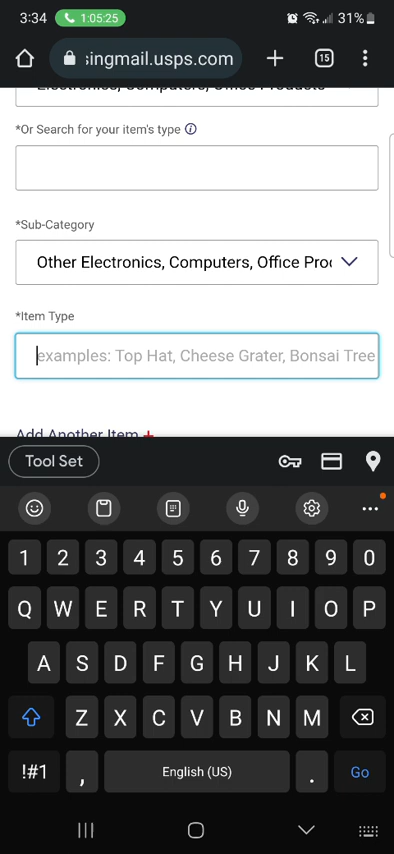 3:34 1:05:25 31%
singmail.usps.com + 15
Electronics, Computers, Office Products
*Or Search for your item's type i
*Sub-Category
Other Electronics, Computers, Office Pro
*Item Type
examples: Top Hat, Cheese Grater, Bonsai Tree
Add Another Item +
Tool Set
1 2 3 4 5 6 7 8 9 0
Q W E R T Y U I O P
A S D F G H J K L
Z X C V B N M
!#1 , English (US) . Go